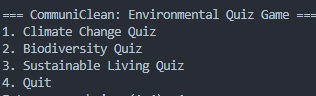 === CommuniClean: Environmental Quiz Game ===
1. Climate Change Quiz
2. Biodiversity Quiz
3. Sustainable Living Quiz
4. Quit